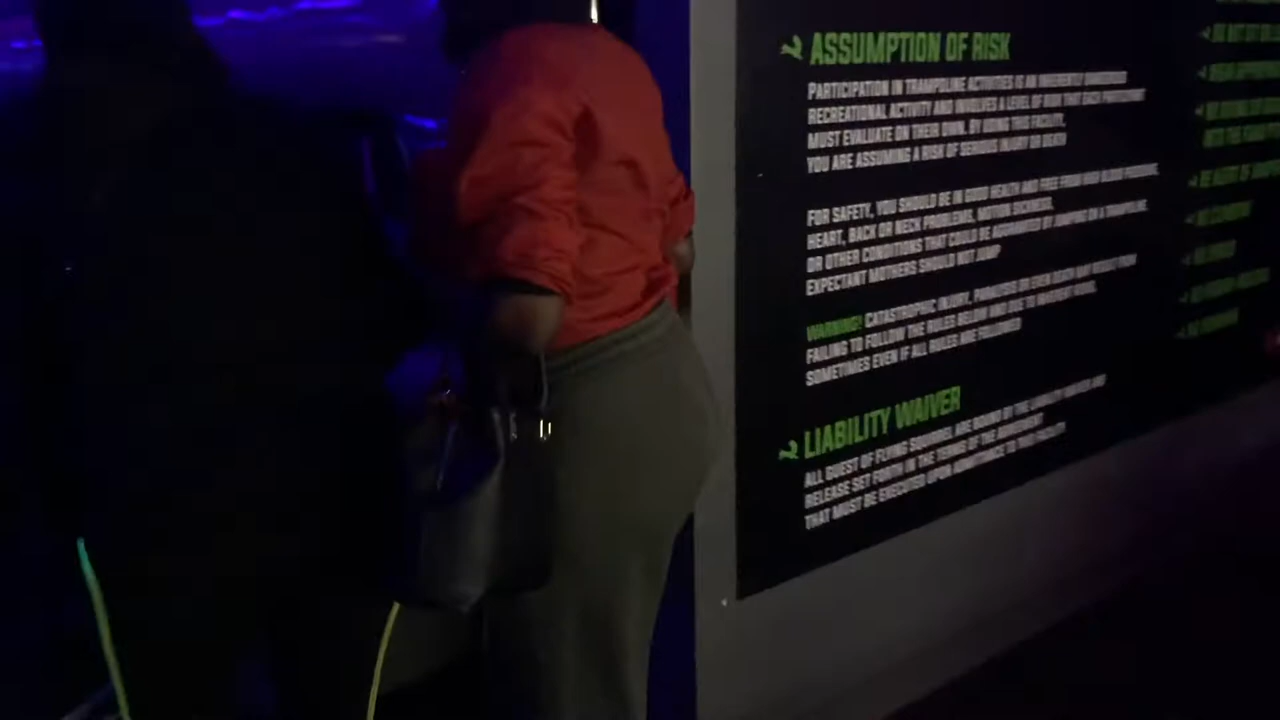 ASSUMPTION OF RISK
PARTICIPATION IN TRAMPOLINE ACTIVITIES IS AN INHERENTLY DANGEROUS
RECREATIONAL ACTIVITY AND INVOLVES A LEVEL OF RISK THAT EACH PARTICIPANT
MUST EVALUATE ON THEIR OWN. BY USING THIS FACILITY,
YOU ARE ASSUMING A RISK OF SERIOUS INJURY OR DEATH
FOR SAFETY, YOU SHOULD BE IN GOOD HEALTH AND FREE FROM HIGH BLOOD PRESSURE,
HEART, BACK OR NECK PROBLEMS, MOTION SICKNESS,
OR OTHER CONDITIONS THAT COULD BE AGGRAVATED BY JUMPING ON A TRAMPOLINE.
EXPECTANT MOTHERS SHOULD NOT JUMP
WARNING! CATASTROPHIC INJURY, PARALYSIS OR EVEN DEATH MAY RESULT FROM
FAILING TO FOLLOW THE RULES BELOW AND DUE TO INHERENT RISK,
SOMETIMES EVEN IF ALL RULES ARE FOLLOWED
LIABILITY WAIVER
ALL GUEST OF FLYING SQUIRREL ARE BOUND BY THE LIABILITY WAIVER AND
RELEASE SET FORTH IN THE TERMS OF THE AGREEMENT
THAT MUST BE EXECUTED UPON ADMITTANCE TO THIS FACILITY